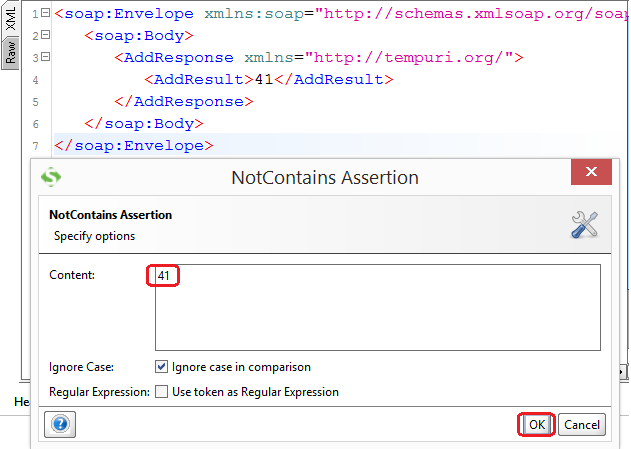 XML
Raw
1 <soap:Envelope xmlns:soap="http://schemas.xmlsoap.org/soap
2 <soap:Body>
3 <AddResponse xmlns="http://tempuri.org/">
4 <AddResult>41</AddResult>
5 </AddResponse>
6 </soap:Body>
7 </soap:Envelope>
NotContains Assertion
NotContains Assertion
Specify options
Content: 41
Ignore Case: Ignore case in comparison
Regular Expression: Use token as Regular Expression
He
? OK Cancel